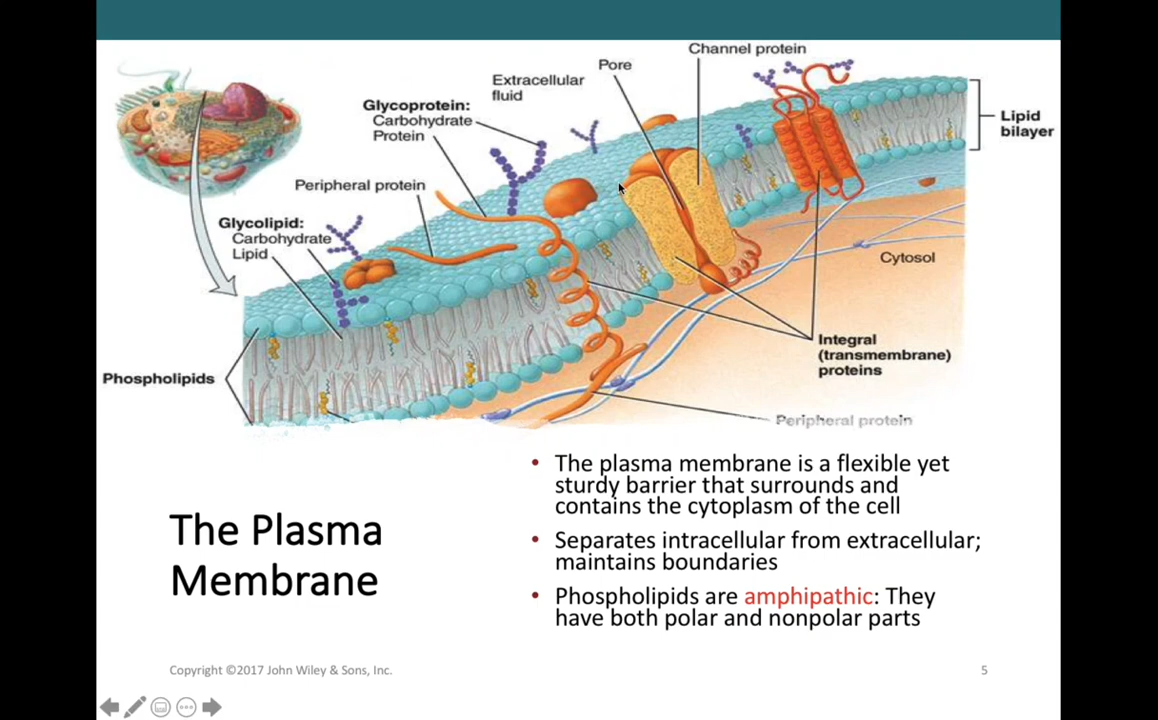 Channel protein
Pore
Extracellular
fluid
Glycoprotein:
Carbohydrate
Protein
Lipid
bilayer
Peripheral protein
Glycolipid:
Carbohydrate
Lipid
Cytosol
Integral
(transmembrane)
proteins
Phospholipids
Peripheral protein
The Plasma
Membrane
• The plasma membrane is a flexible yet
sturdy barrier that surrounds and
contains the cytoplasm of the cell
• Separates intracellular from extracellular;
maintains boundaries
• Phospholipids are amphipathic: They
have both polar and nonpolar parts
Copyright ©2017 John Wiley & Sons, Inc.
5